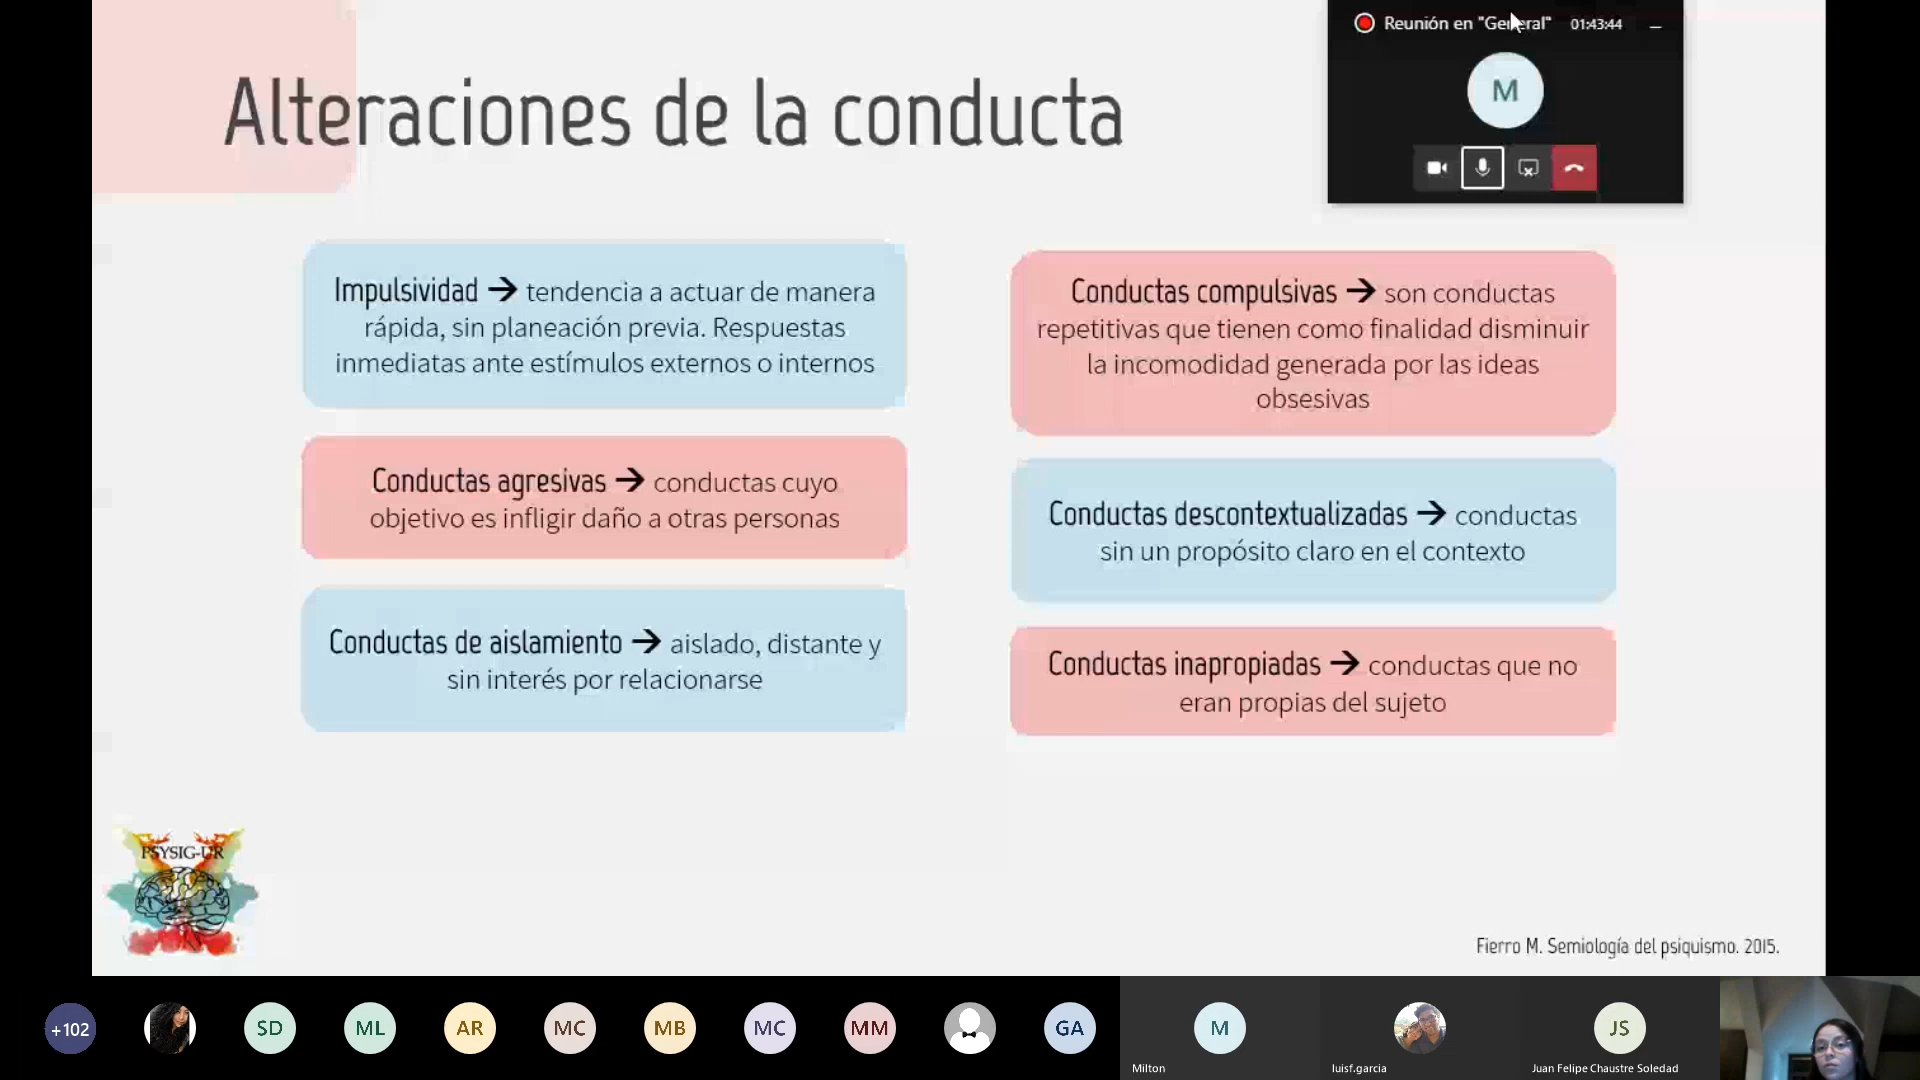 Reunión en "General" 01:43:44
M
Alteraciones de la conducta
Impulsividad → tendencia a actuar de manera
rápida, sin planeación previa. Respuestas
inmediatas ante estímulos externos o internos
Conductas agresivas → conductas cuyo
objetivo es infligir daño a otras personas
Conductas de aislamiento → aislado, distante y
sin interés por relacionarse
Conductas compulsivas → son conductas
repetitivas que tienen como finalidad disminuir
la incomodidad generada por las ideas
obsesivas
Conductas descontextualizadas → conductas
sin un propósito claro en el contexto
Conductas inapropiadas → conductas que no
eran propias del sujeto
PSYSIG-UR
Fierro M. Semiología del psiquismo. 2015.
+102 SD ML AR MC MB MC MM GA M JS
Milton luisf.garcia Juan Felipe Chaustre Soledad